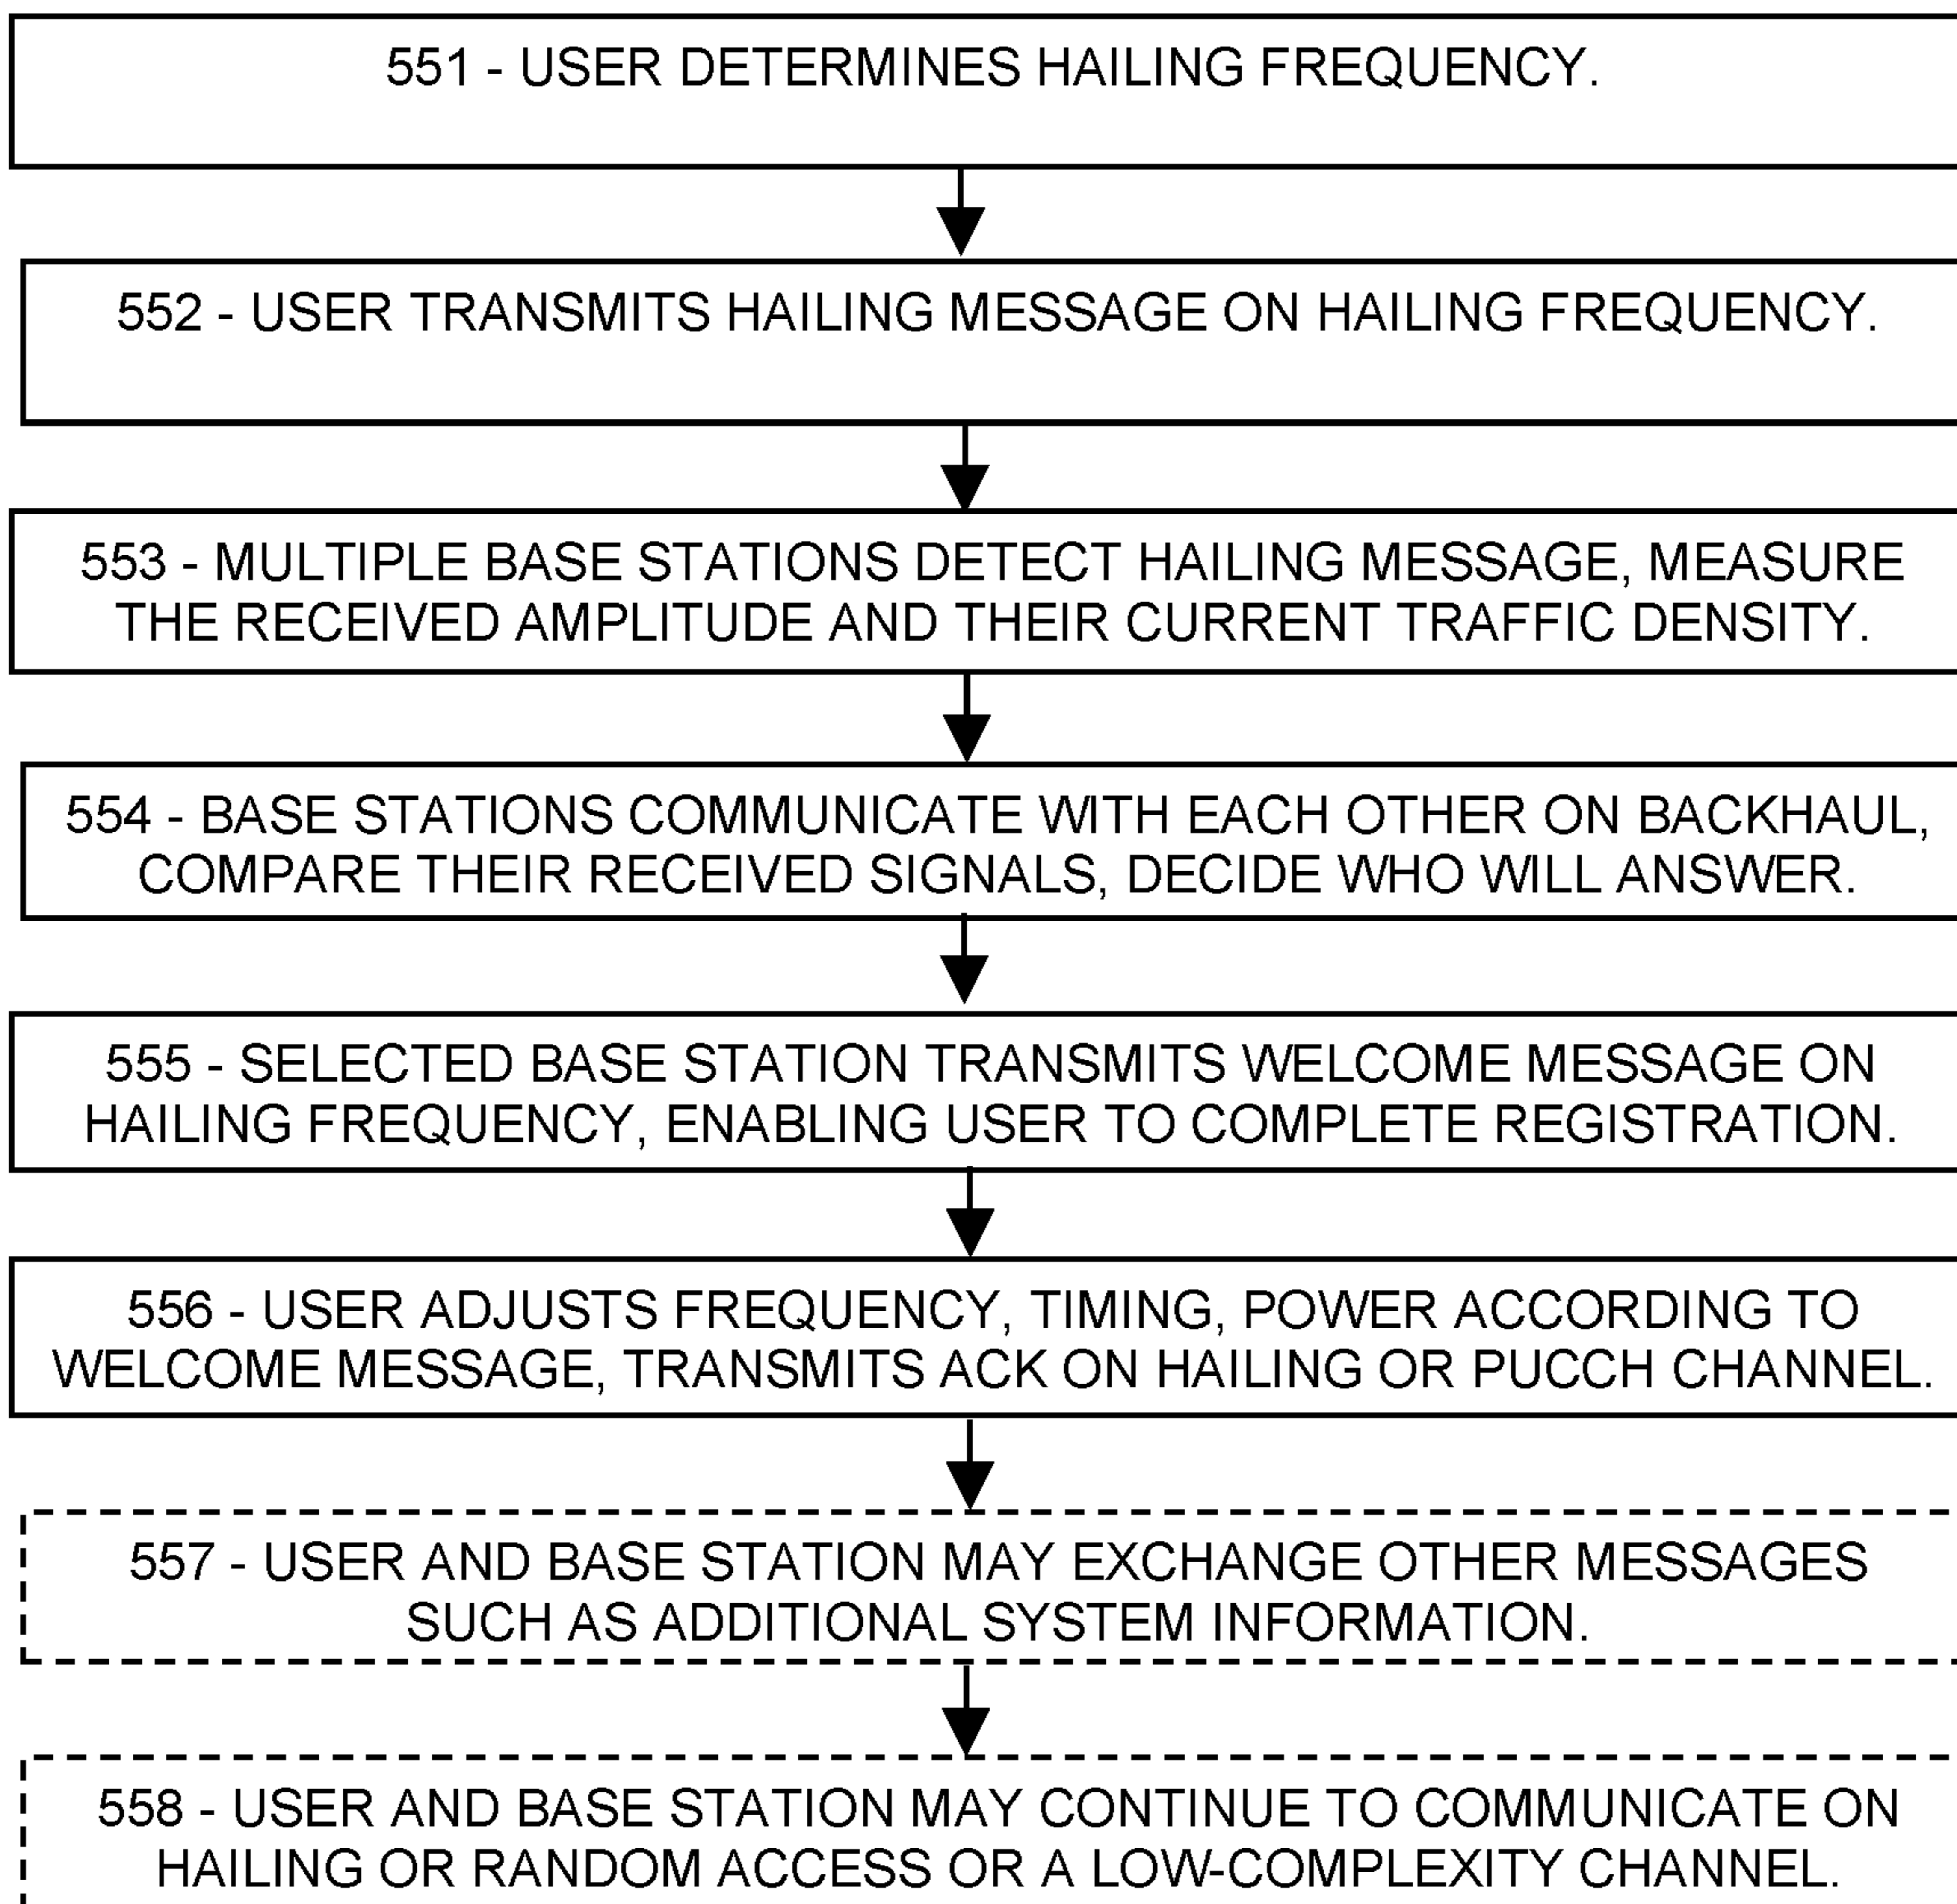 551 - USER DETERMINES HAILING FREQUENCY.
552 - USER TRANSMITS HAILING MESSAGE ON HAILING FREQUENCY.
553 - MULTIPLE BASE STATIONS DETECT HAILING MESSAGE, MEASURE
THE RECEIVED AMPLITUDE AND THEIR CURRENT TRAFFIC DENSITY.
554 - BASE STATIONS COMMUNICATE WITH EACH OTHER ON BACKHAUL,
COMPARE THEIR RECEIVED SIGNALS, DECIDE WHO WILL ANSWER.
555 - SELECTED BASE STATION TRANSMITS WELCOME MESSAGE ON
HAILING FREQUENCY, ENABLING USER TO COMPLETE REGISTRATION.
556 - USER ADJUSTS FREQUENCY, TIMING, POWER ACCORDING TO
WELCOME MESSAGE, TRANSMITS ACK ON HAILING OR PUCCH CHANNEL.
557 - USER AND BASE STATION MAY EXCHANGE OTHER MESSAGES
SUCH AS ADDITIONAL SYSTEM INFORMATION.
558 - USER AND BASE STATION MAY CONTINUE TO COMMUNICATE ON
HAILING OR RANDOM ACCESS OR A LOW-COMPLEXITY CHANNEL.